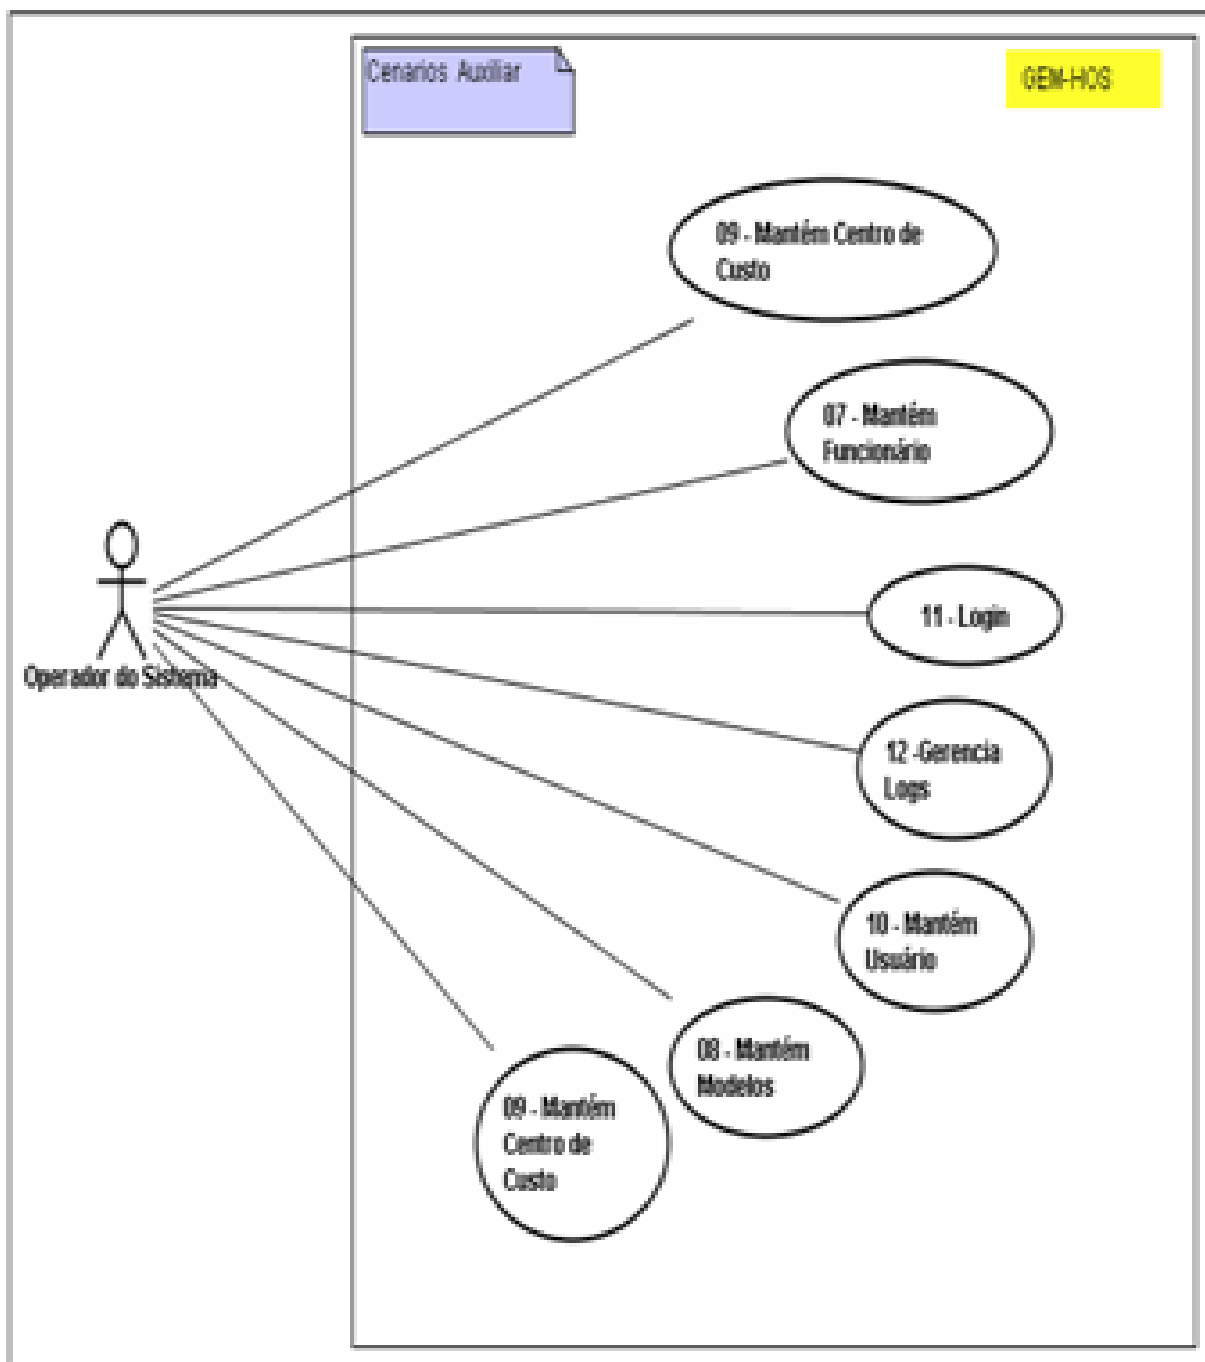 Cenários Auxiliar
GEM-HOS
09 - Mantém Centro de
Custo
07 - Mantém
Funcionário
11 - Login
Operador do Sistema
12 -Gerencia
Logs
10 - Mantém
Usuário
08 - Mantém
Modelos
09 - Mantém
Centro de
Custo